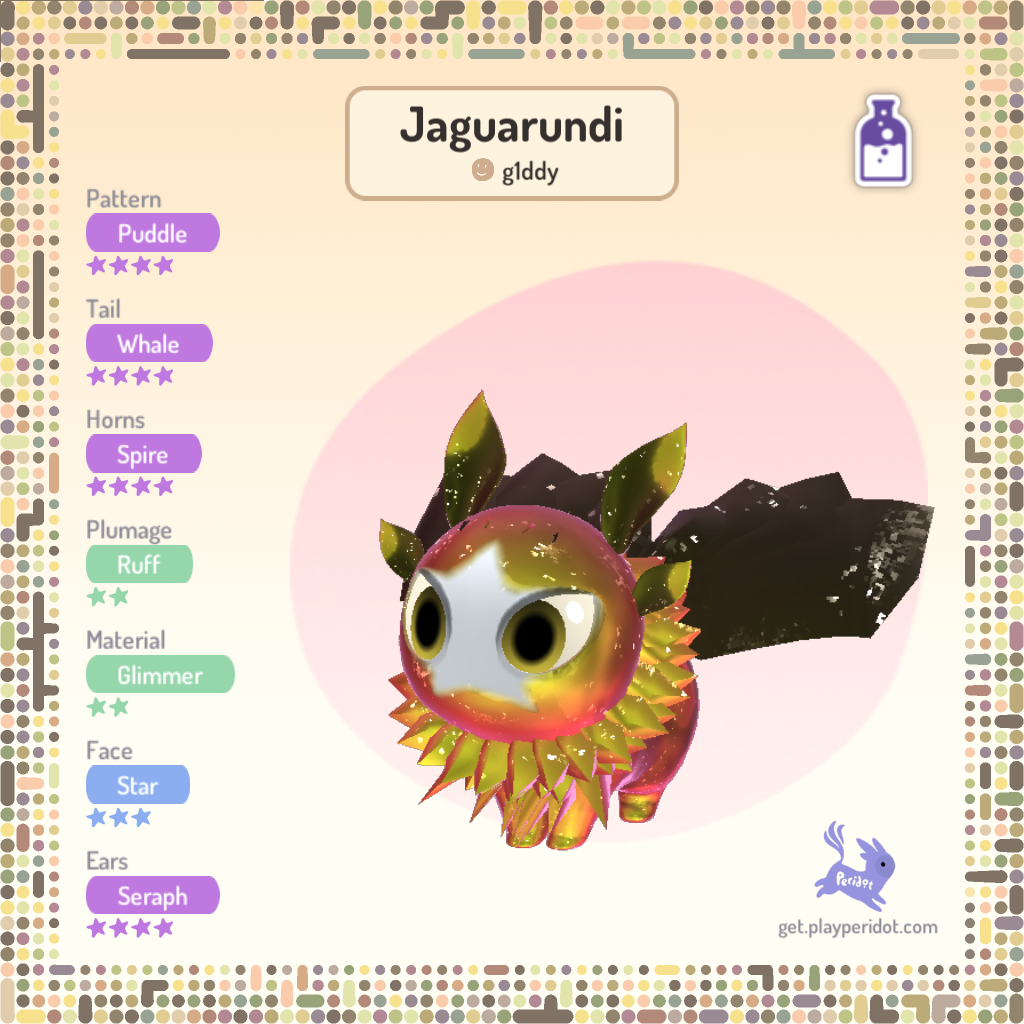 Jaguarundi
g1ddy
Pattern
Puddle
Tail
Whale
Horns
Spire
Plumage
Ruff
Material
Glimmer
Face
Star
Ears
Seraph
Peridot
get.playperidot.com